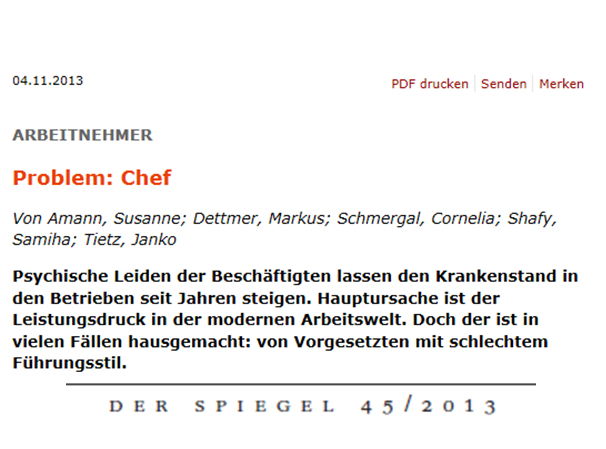 04.11.2013
PDF drucken Senden Merken
ARBEITNEHMER
Problem: Chef
Von Amann, Susanne; Dettmer, Markus; Schmergal, Cornelia; Shafy,
Samiha; Tietz, Janko
Psychische Leiden der Beschäftigten lassen den Krankenstand in
den Betrieben seit Jahren steigen. Hauptursache ist der
Leistungsdruck in der modernen Arbeitswelt. Doch der ist in
vielen Fällen hausgemacht: von Vorgesetzten mit schlechtem
Führungsstil.
DER SPIEGEL 45/2013